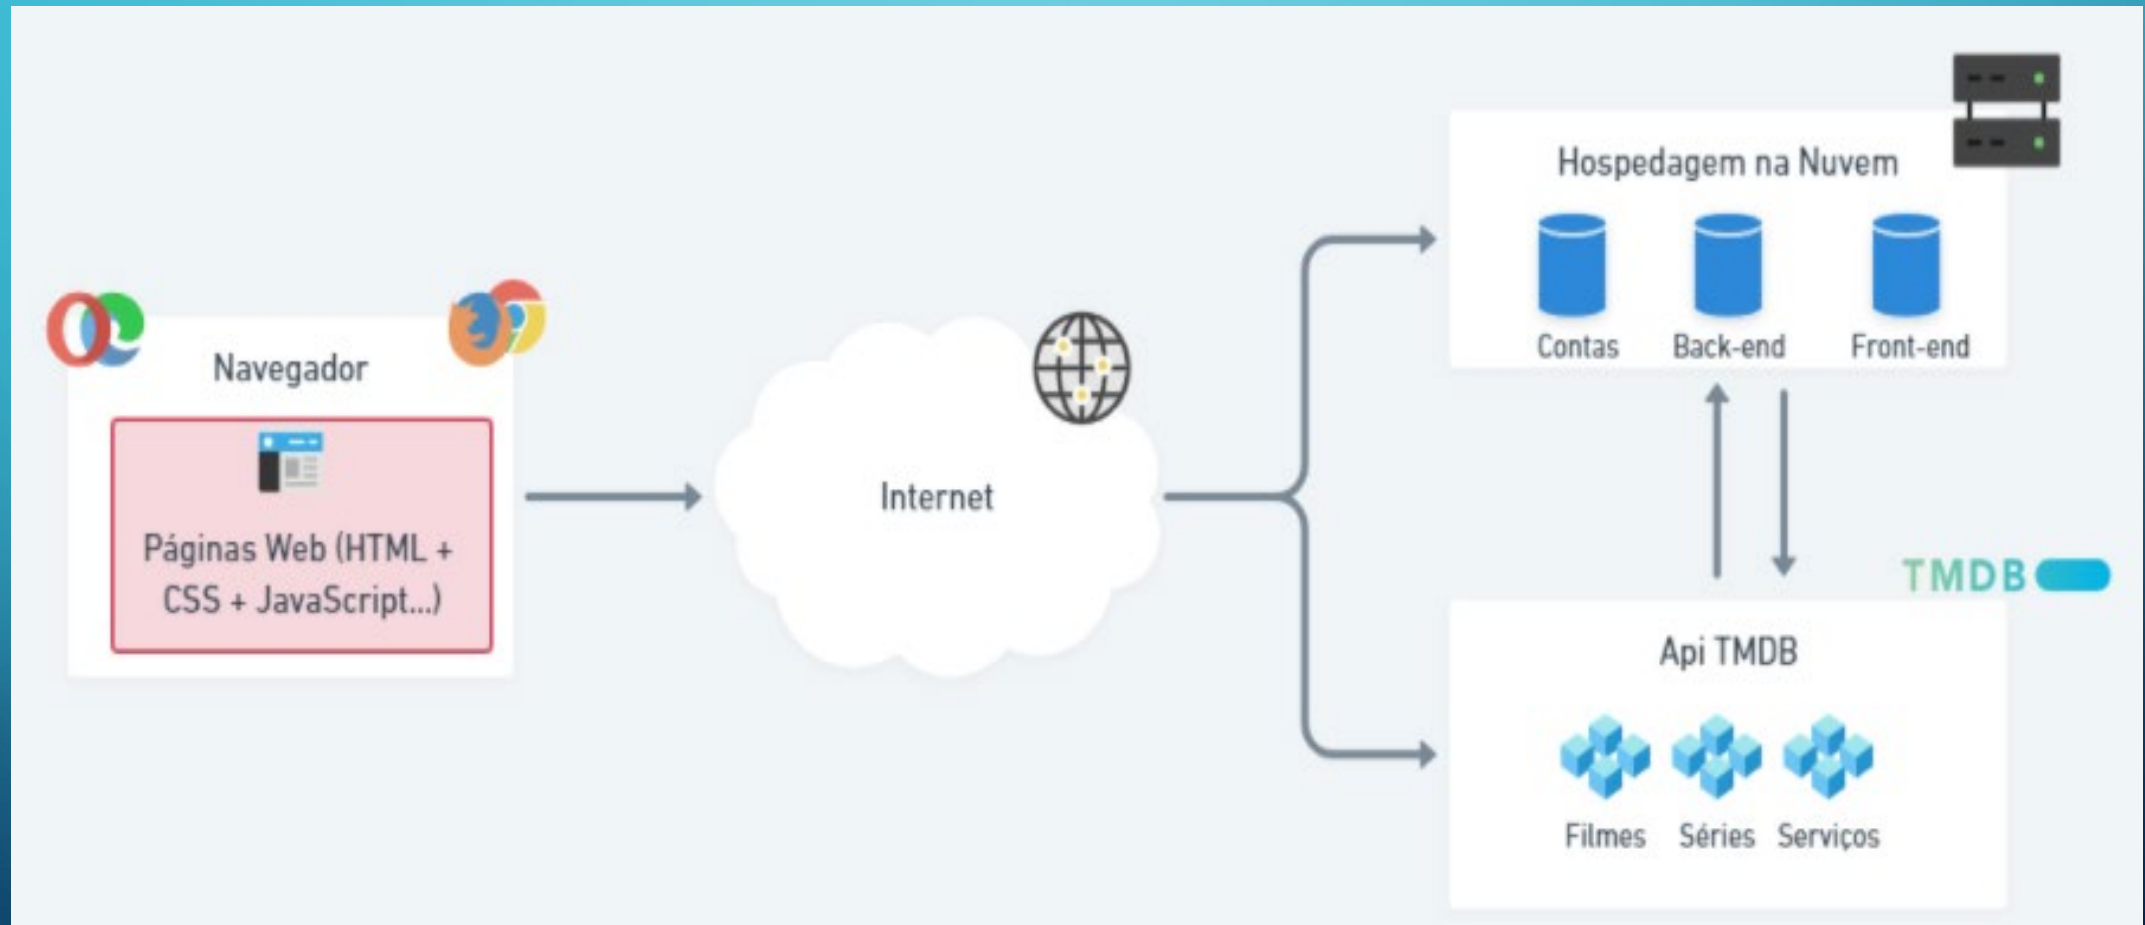 Navegador
Páginas Web (HTML +
CSS + JavaScript...)
Internet
Hospedagem na Nuvem
Contas Back-end Front-end
TMDB
Api TMDB
Filmes Séries Serviços